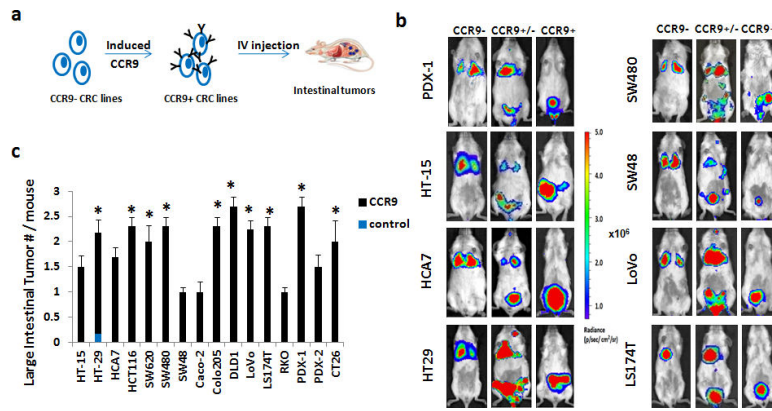 a
Induced
CCR9
IV injection
CCR9- CRC lines
CCR9+ CRC lines
Intestinal tumors
b
CCR9- CCR9+/- CCR9+
PDX-1
HT-15
HCA7
HT29
5.0
4.0
3.0
2.0
1.0
x10⁶
Radiance
(p/sec/cm²/sr)
CCR9- CCR9+/- CCR9+
SW480
SW48
LoVo
LS174T
c
Large Intestinal Tumor # / mouse
3
2.5
2
1.5
1
0.5
0
* * * * * * * * * *
CCR9
control
HT-15
HT-29
HCA7
HCT116
SW620
SW480
SW48
Caco-2
Colo205
DLD1
LoVo
LS174T
RKO
PDX-1
PDX-2
CT26